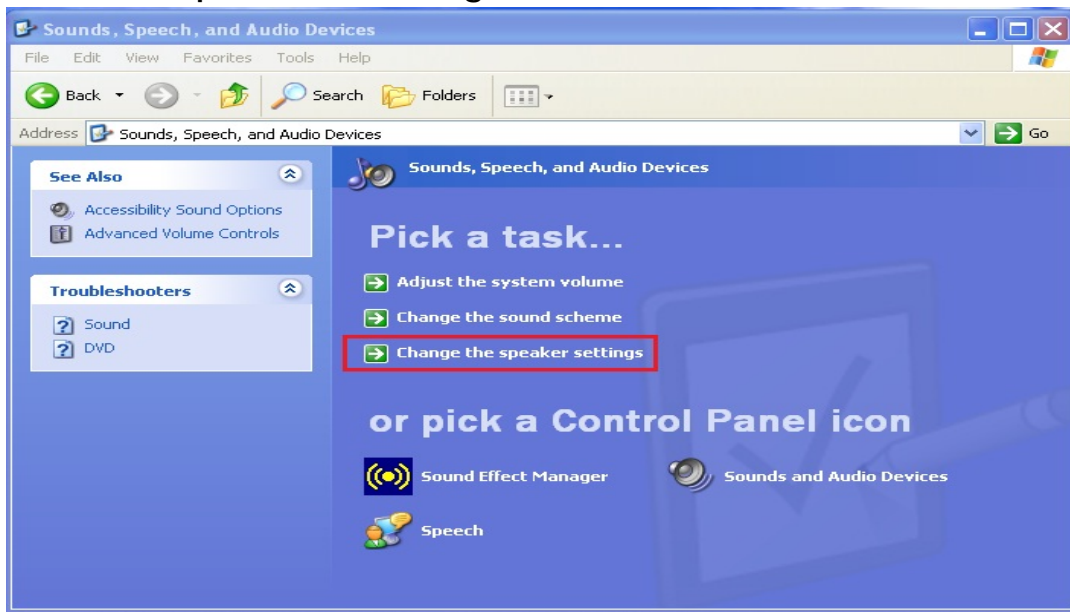 Sounds, Speech, and Audio Devices
File Edit View Favorites Tools Help
Back Search Folders
Address Sounds, Speech, and Audio Devices Go
See Also
Accessibility Sound Options
Advanced Volume Controls
Troubleshooters
Sound
DVD
Sounds, Speech, and Audio Devices
Pick a task...
Adjust the system volume
Change the sound scheme
Change the speaker settings
or pick a Control Panel icon
Sound Effect Manager Sounds and Audio Devices
Speech